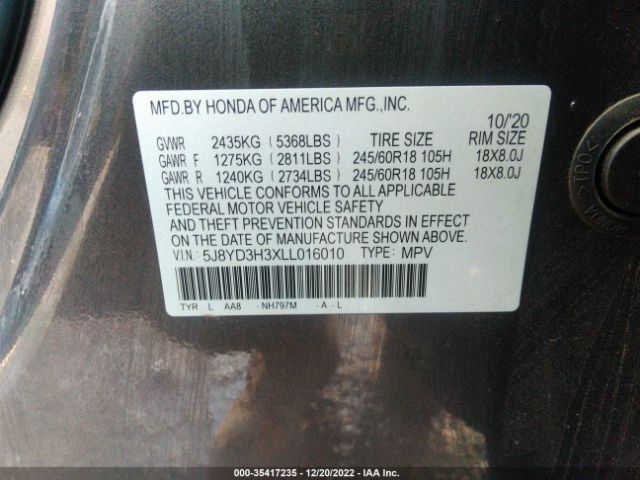 MFD.BY HONDA OF AMERICA MFG.,INC.
10/'20
GVWR 2435KG (5368LBS) TIRE SIZE RIM SIZE
GAWR F 1275KG (2811LBS) 245/60R18 105H 18X8.0J
GAWR R 1240KG (2734LBS) 245/60R18 105H 18X8.0J
THIS VEHICLE CONFORMS TO ALL APPLICABLE
FEDERAL MOTOR VEHICLE SAFETY
AND THEFT PREVENTION STANDARDS IN EFFECT
ON THE DATE OF MANUFACTURE SHOWN ABOVE.
V.I.N.: 5J8YD3H3XLL016010 TYPE: MPV
TYR L AA8 -NH797M -A-L
>TPO<
000-35417235 - 12/20/2022 - IAA Inc.